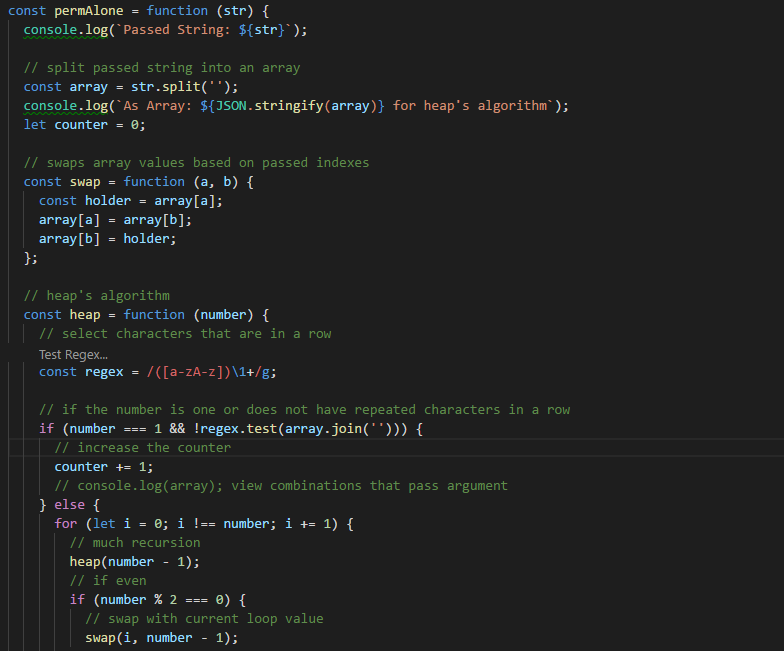 const permAlone = function (str) {
  console.log(`Passed String: ${str}`);
  // split passed string into an array
  const array = str.split('');
  console.log(`As Array: ${JSON.stringify(array)} for heap's algorithm`);
  let counter = 0;
  // swaps array values based on passed indexes
  const swap = function (a, b) {
    const holder = array[a];
    array[a] = array[b];
    array[b] = holder;
  };
  // heap's algorithm
  const heap = function (number) {
    // select characters that are in a row
    Test Regex...
    const regex = /([a-zA-z])\1+/g;
    // if the number is one or does not have repeated characters in a row
    if (number === 1 && !regex.test(array.join(''))) {
      // increase the counter
      counter += 1;
      // console.log(array); view combinations that pass argument
    } else {
      for (let i = 0; i !== number; i += 1) {
        // much recursion
        heap(number - 1);
        // if even
        if (number % 2 === 0) {
          // swap with current loop value
          swap(i, number - 1);